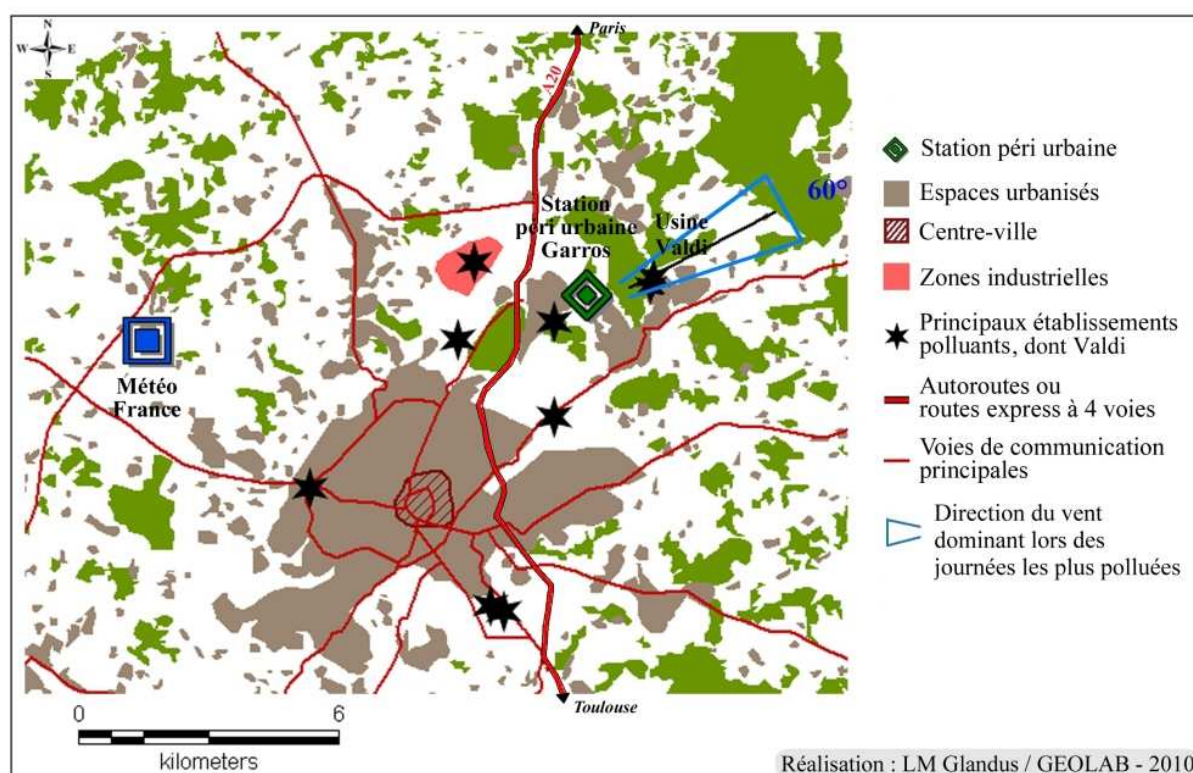 N
W
E
S
Paris
A20
Station
péri urbaine
Garros
Usine
Valdi
60°
Météo
France
Toulouse
0
6
kilometers
Station péri urbaine
Espaces urbanisés
Centre-ville
Zones industrielles
Principaux établissements
polluants, dont Valdi
Autoroutes ou
routes express à 4 voies
Voies de communication
principales
Direction du vent
dominant lors des
journées les plus polluées
Réalisation : LM Glandus / GEOLAB - 2010